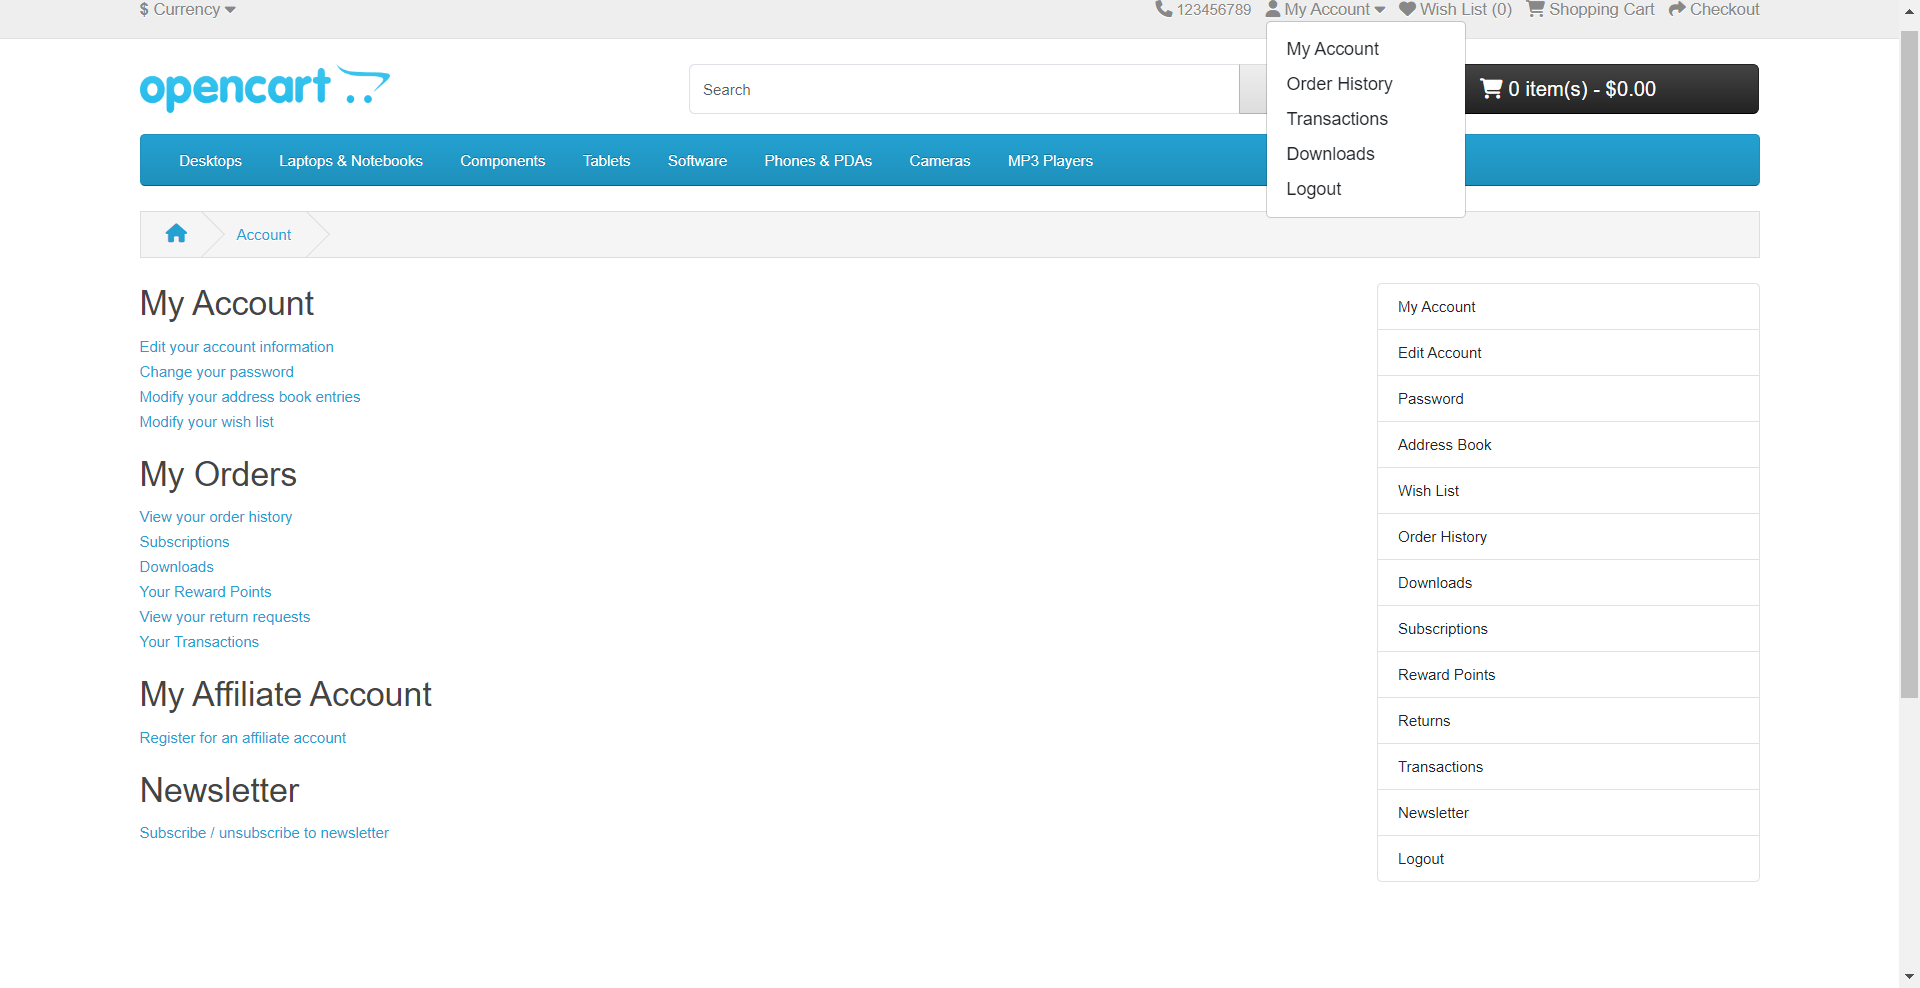 $ Currency
123456789 My Account Wish List (0) Shopping Cart Checkout
My Account
Order History
Transactions
Downloads
Logout
opencart
Search
0 item(s) - $0.00
Desktops Laptops & Notebooks Components Tablets Software Phones & PDAs Cameras MP3 Players
Account
My Account
Edit your account information
Change your password
Modify your address book entries
Modify your wish list
My Orders
View your order history
Subscriptions
Downloads
Your Reward Points
View your return requests
Your Transactions
My Affiliate Account
Register for an affiliate account
Newsletter
Subscribe / unsubscribe to newsletter
My Account
Edit Account
Password
Address Book
Wish List
Order History
Downloads
Subscriptions
Reward Points
Returns
Transactions
Newsletter
Logout